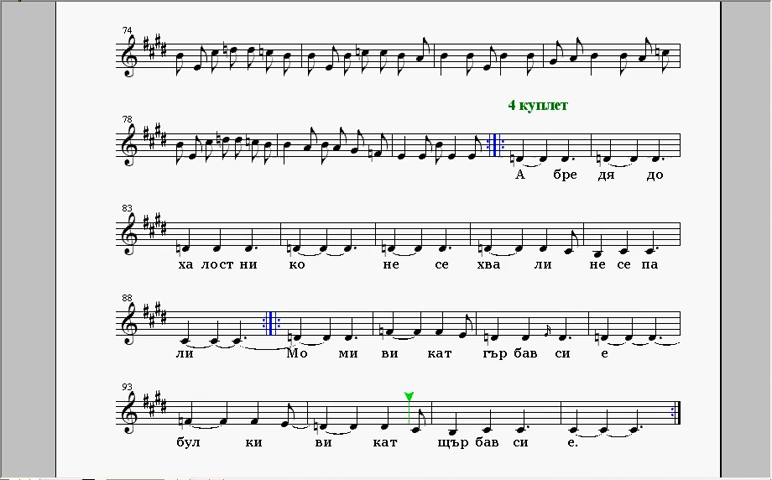 74
4 куплет
78
А бре дя до
83
ха лост ни ко не се хва ли не се па
88
ли Мо ми ви кат гър бав си е
93
бул ки ви кат щър бав си е.